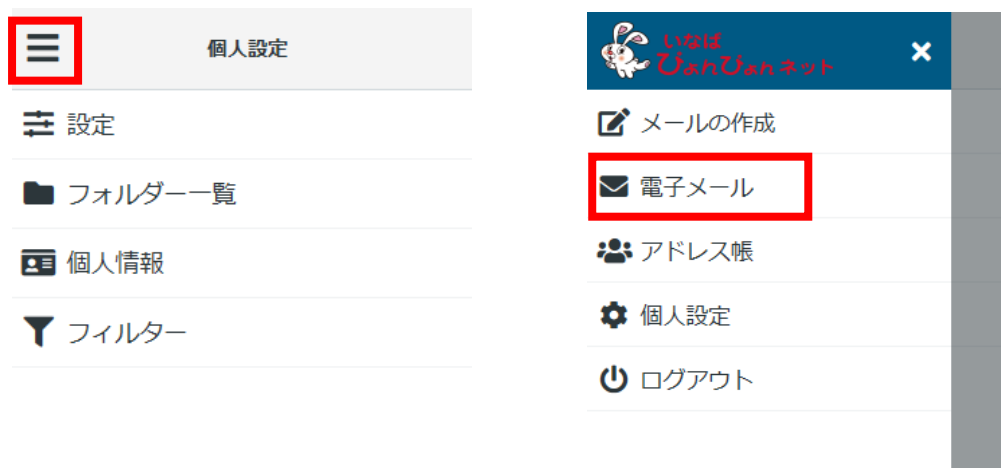 個人設定
設定
フォルダー一覧
個人情報
フィルター
いなば
ぴょんぴょんネット
メールの作成
電子メール
アドレス帳
個人設定
ログアウト